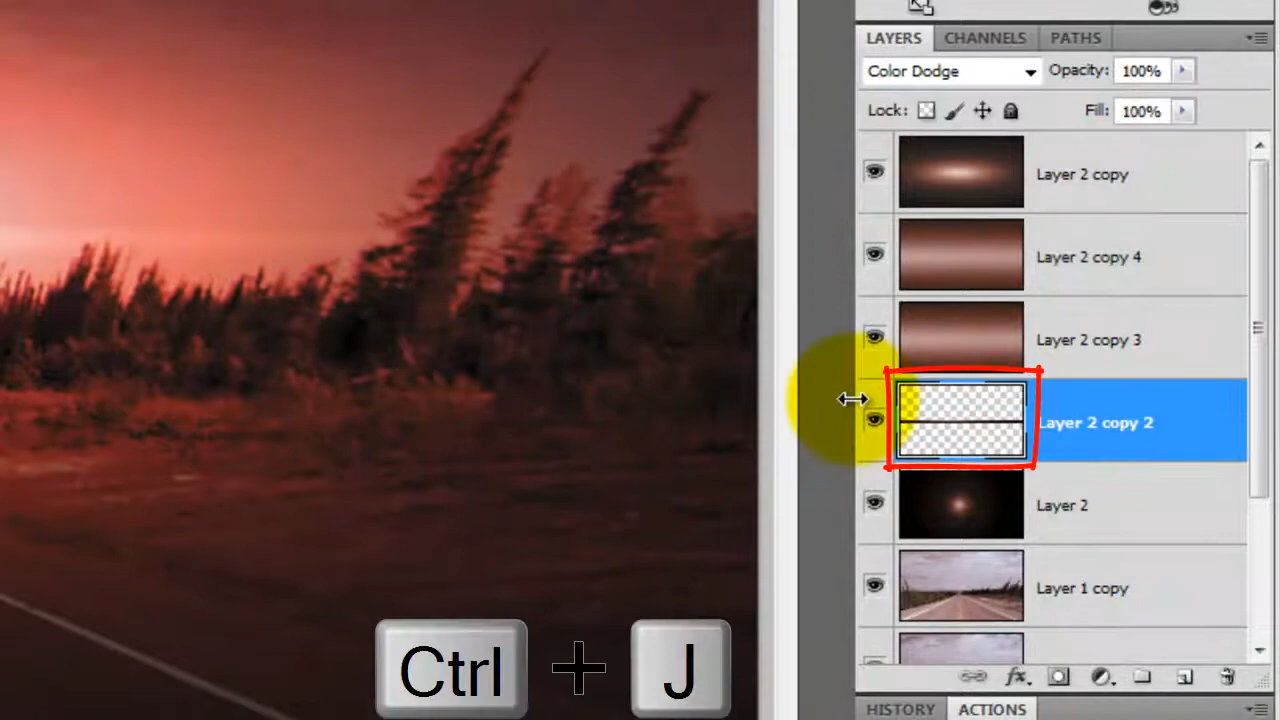 LAYERS CHANNELS PATHS
Color Dodge Opacity: 100%
Lock: Fill: 100%
Layer 2 copy
Layer 2 copy 4
Layer 2 copy 3
Layer 2 copy 2
Layer 2
Layer 1 copy
fx
Ctrl + J
HISTORY ACTIONS